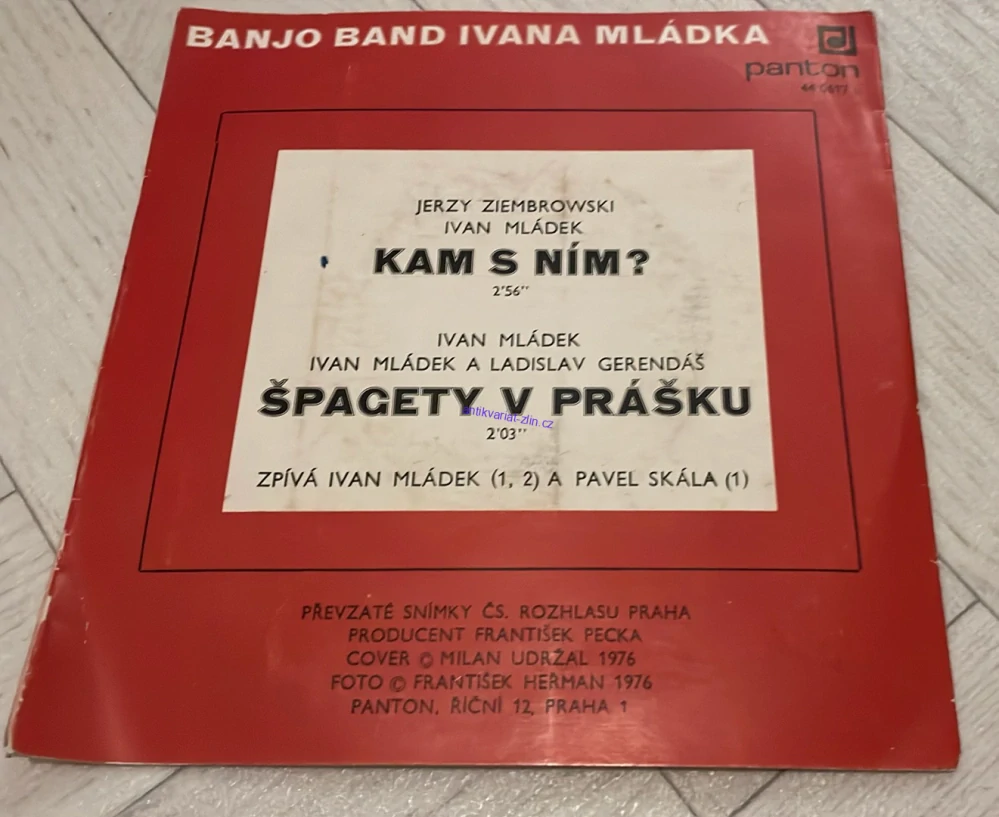 BANJO BAND IVANA MLÁDKA
panton
JERZY ZIEMBROWSKI
IVAN MLÁDEK
KAM S NÍM?
2'56''
IVAN MLÁDEK
IVAN MLÁDEK A LADISLAV GERENDÁŠ
ŠPAGETY V PRÁŠKU
antikvariat-zlin.cz
2'03''
ZPÍVÁ IVAN MLÁDEK (1, 2) A PAVEL SKÁLA (1)
PŘEVZATÉ SNÍMKY ČS. ROZHLASU PRAHA
PRODUCENT FRANTIŠEK PECKA
COVER © MILAN UDRŽAL 1976
FOTO © FRANTIŠEK HEŘMAN 1976
PANTON, ŘÍČNÍ 12, PRAHA 1